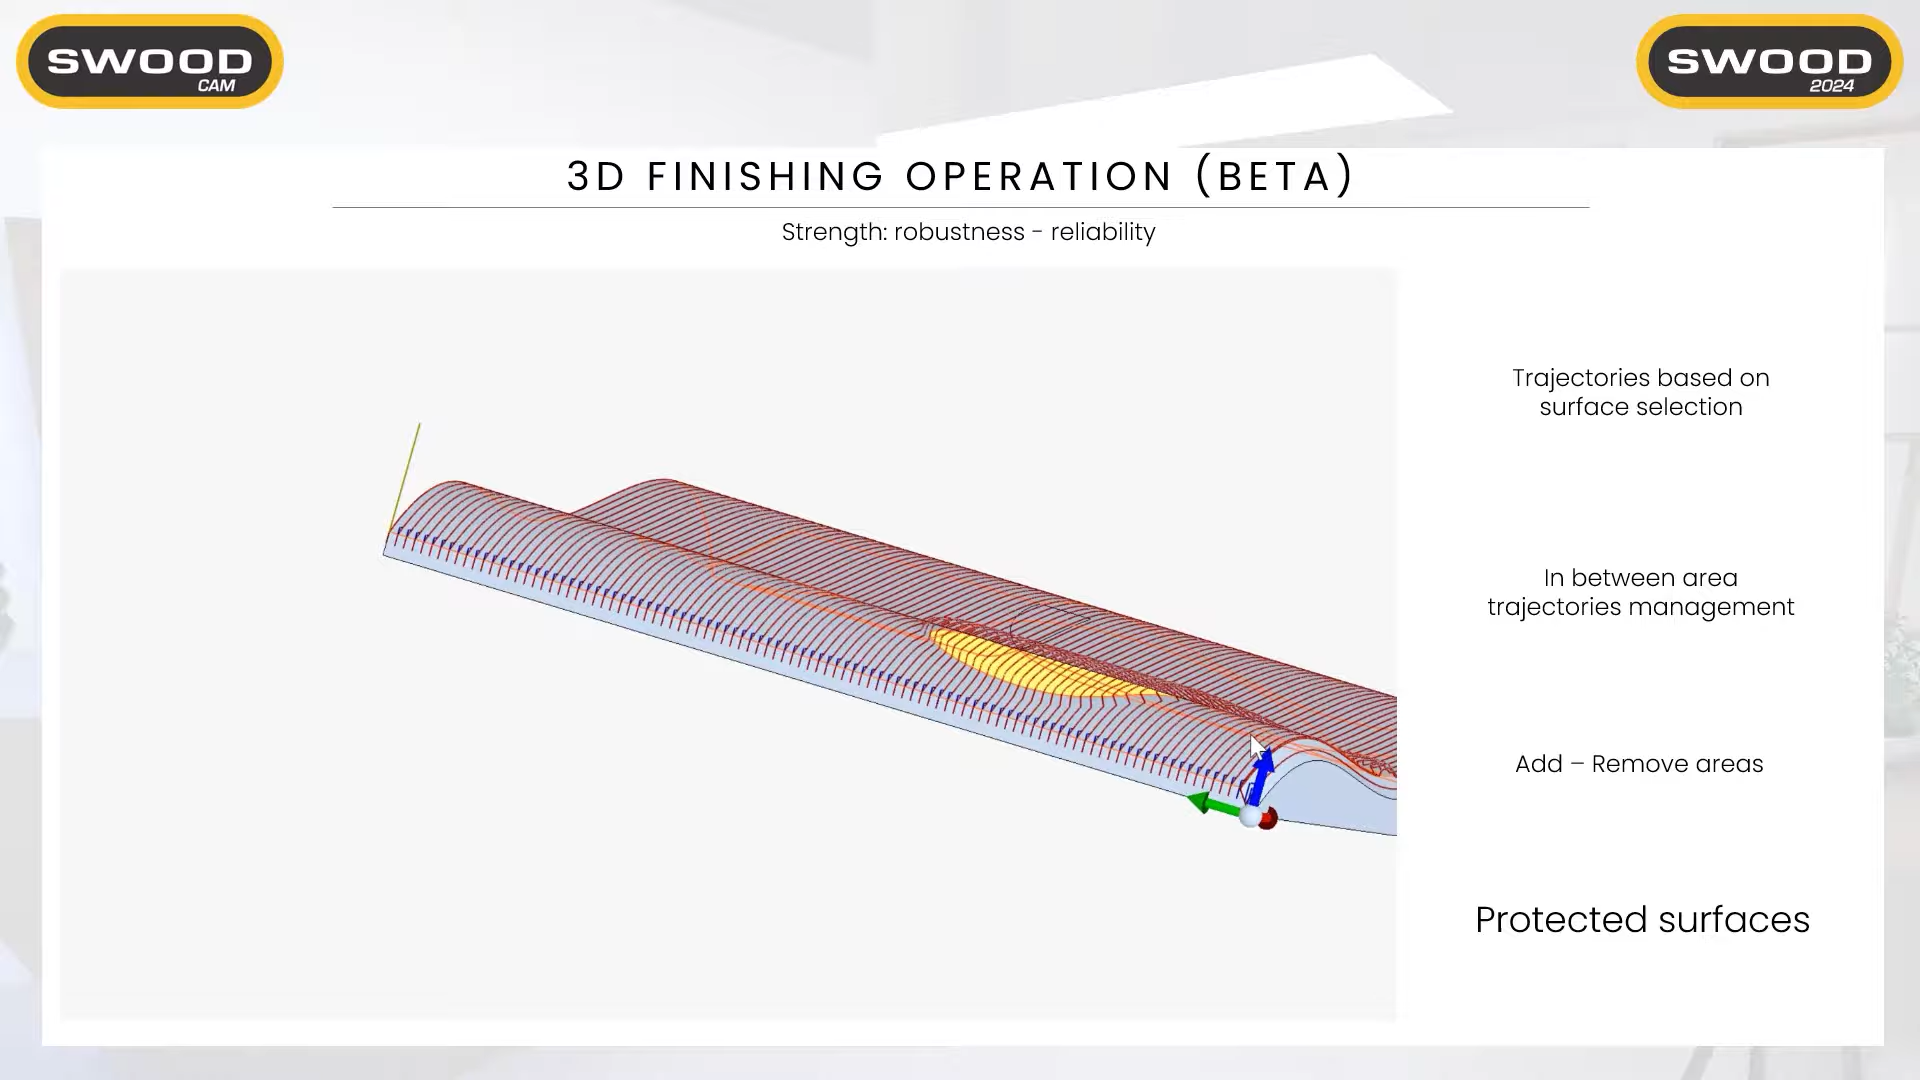 SWOOD
CAM
SWOOD
2024
3D FINISHING OPERATION (BETA)
Strength: robustness - reliability
Trajectories based on
surface selection
In between area
trajectories management
Add – Remove areas
Protected surfaces